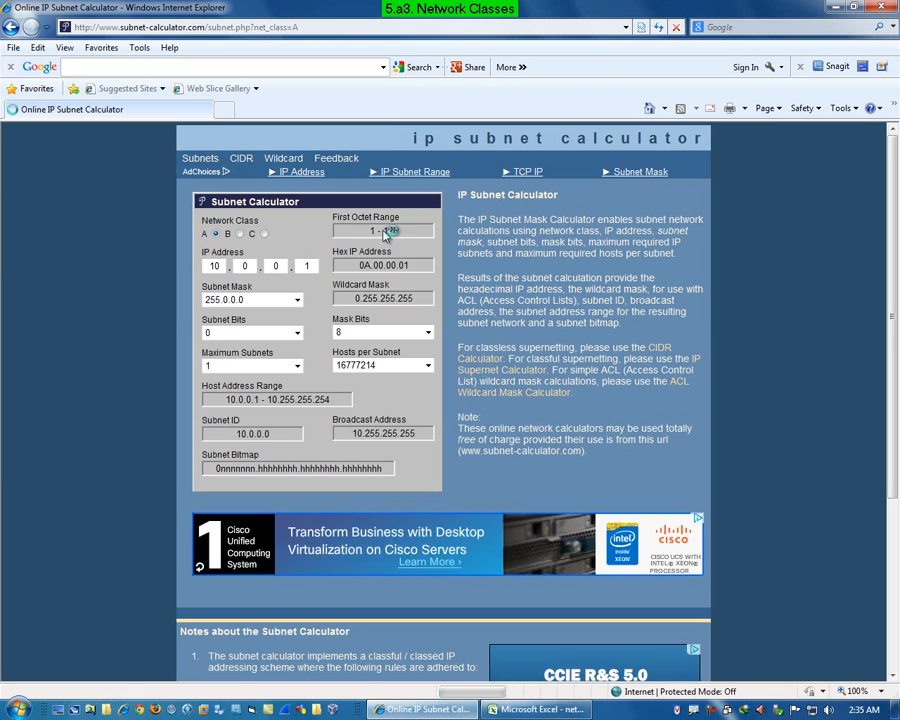 5.a3. Network Classes
Online IP Subnet Calculator - Windows Internet Explorer
http://www.subnet-calculator.com/subnet.php?net_class=A
Google
File Edit View Favorites Tools Help
Google Search Share More » Sign In Snagit
Favorites Suggested Sites Web Slice Gallery
Online IP Subnet Calculator Page Safety Tools
ip subnet calculator
Subnets CIDR Wildcard Feedback
AdChoices IP Address IP Subnet Range TCP IP Subnet Mask
Subnet Calculator
Network Class
A B C
First Octet Range
1 -
IP Address
10 . 0 . 0 . 1
Hex IP Address
0A.00.00.01
Subnet Mask
255.0.0.0
Wildcard Mask
0.255.255.255
Subnet Bits
0
Mask Bits
8
Maximum Subnets
1
Hosts per Subnet
16777214
Host Address Range
10.0.0.1 - 10.255.255.254
Subnet ID
10.0.0.0
Broadcast Address
10.255.255.255
Subnet Bitmap
0nnnnnnn.hhhhhhhh.hhhhhhhh.hhhhhhhh
IP Subnet Calculator
The IP Subnet Mask Calculator enables subnet network
calculations using network class, IP address, subnet
mask, subnet bits, mask bits, maximum required IP
subnets and maximum required hosts per subnet.
Results of the subnet calculation provide the
hexadecimal IP address, the wildcard mask, for use with
ACL (Access Control Lists), subnet ID, broadcast
address, the subnet address range for the resulting
subnet network and a subnet bitmap.
For classless supernetting, please use the CIDR
Calculator. For classful supernetting, please use the IP
Supernet Calculator. For simple ACL (Access Control
List) wildcard mask calculations, please use the ACL
Wildcard Mask Calculator.
Note:
These online network calculators may be used totally
free of charge provided their use is from this url
(www.subnet-calculator.com).
1 Cisco
Unified
Computing
System
Transform Business with Desktop
Virtualization on Cisco Servers
Learn More ›
intel
inside
XEON
CISCO
CISCO UCS WITH
INTEL® XEON®
PROCESSOR
Notes about the Subnet Calculator
1. The subnet calculator implements a classful / classed IP
addressing scheme where the following rules are adhered to:
CCIE R&S 5.0
Internet | Protected Mode: Off 100%
Online IP Subnet Cal... Microsoft Excel - net... 2:35 AM